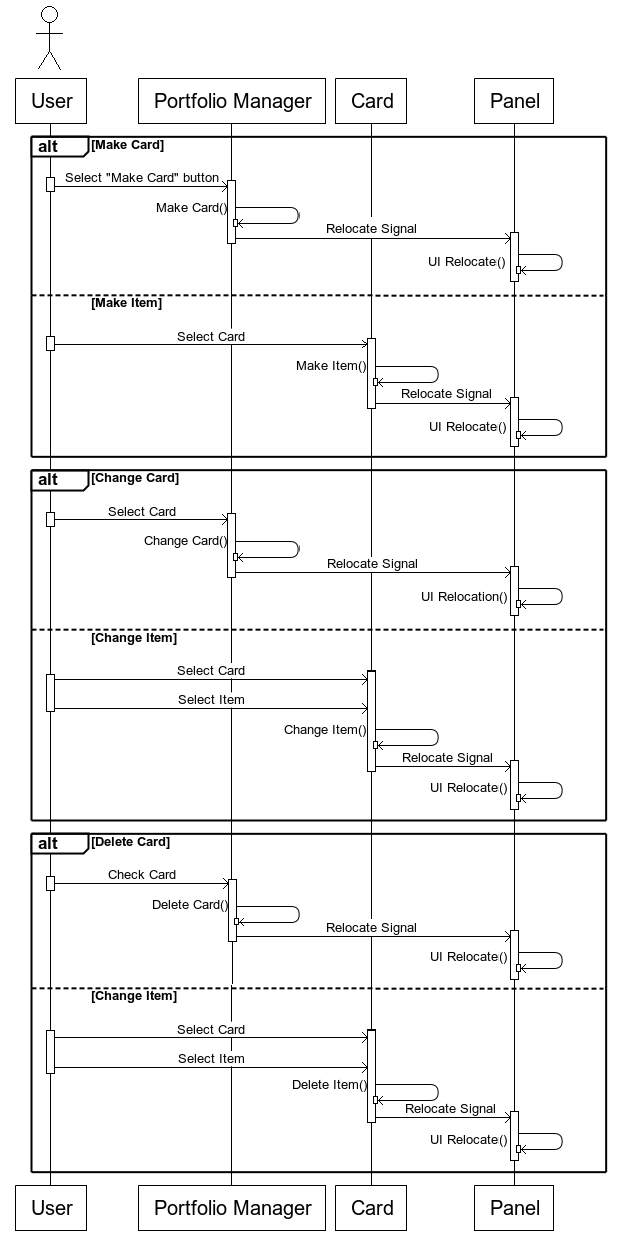 User
Portfolio Manager
Card
Panel
alt
[Make Card]
Select "Make Card" button
Make Card()
Relocate Signal
UI Relocate()
[Make Item]
Select Card
Make Item()
Relocate Signal
UI Relocate()
alt
[Change Card]
Select Card
Change Card()
Relocate Signal
UI Relocation()
[Change Item]
Select Card
Select Item
Change Item()
Relocate Signal
UI Relocate()
alt
[Delete Card]
Check Card
Delete Card()
Relocate Signal
UI Relocate()
[Change Item]
Select Card
Select Item
Delete Item()
Relocate Signal
UI Relocate()
User
Portfolio Manager
Card
Panel